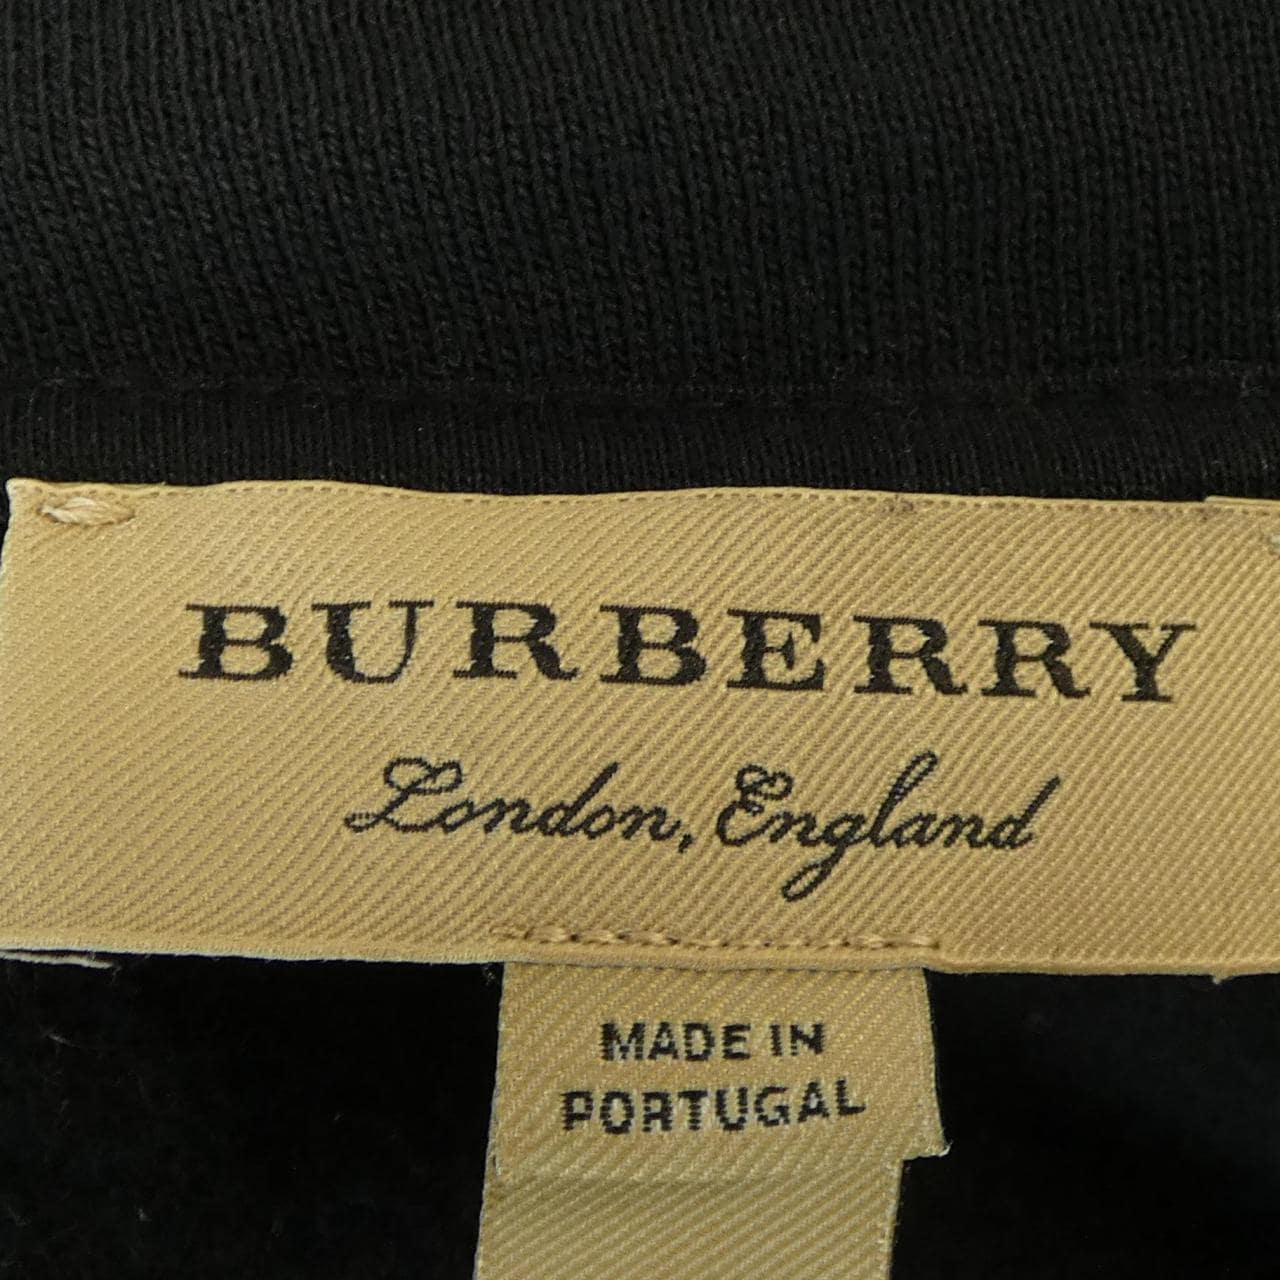 BURBERRY
London, England
MADE IN
PORTUGAL